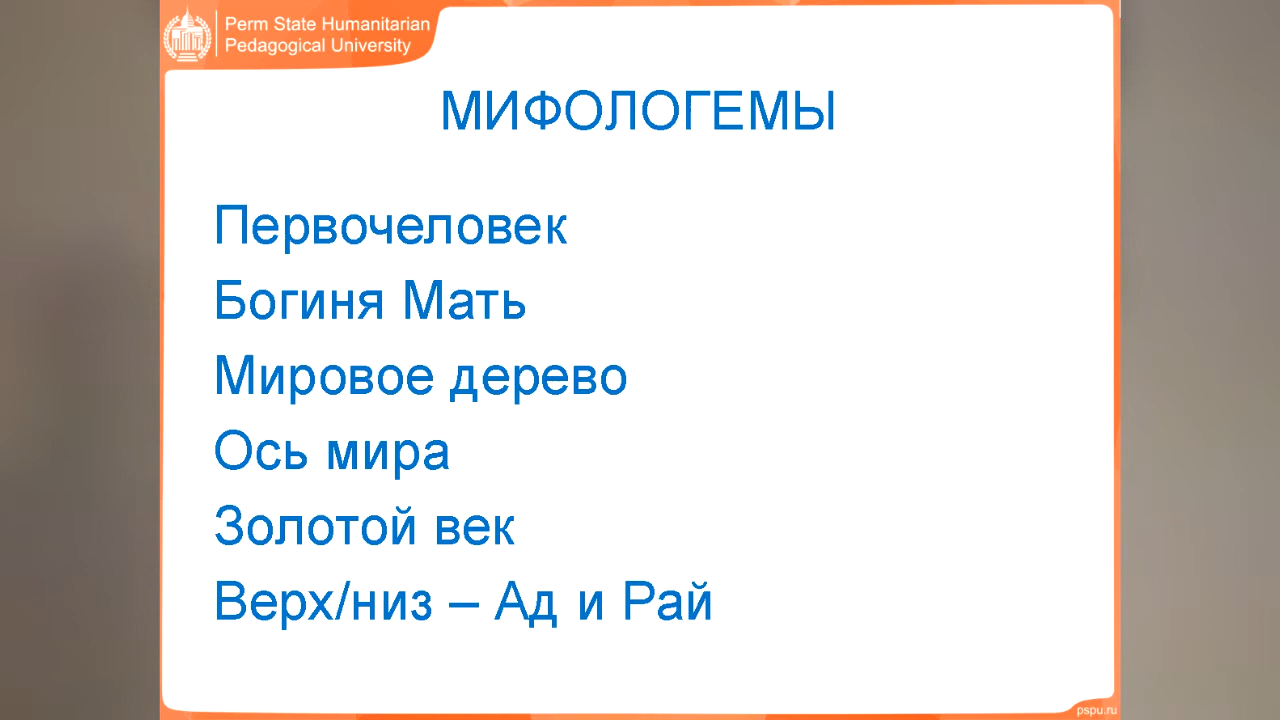 Perm State Humanitarian
Pedagogical University
МИФОЛОГЕМЫ
Первочеловек
Богиня Мать
Мировое дерево
Ось мира
Золотой век
Верх/низ – Ад и Рай
pspu.ru